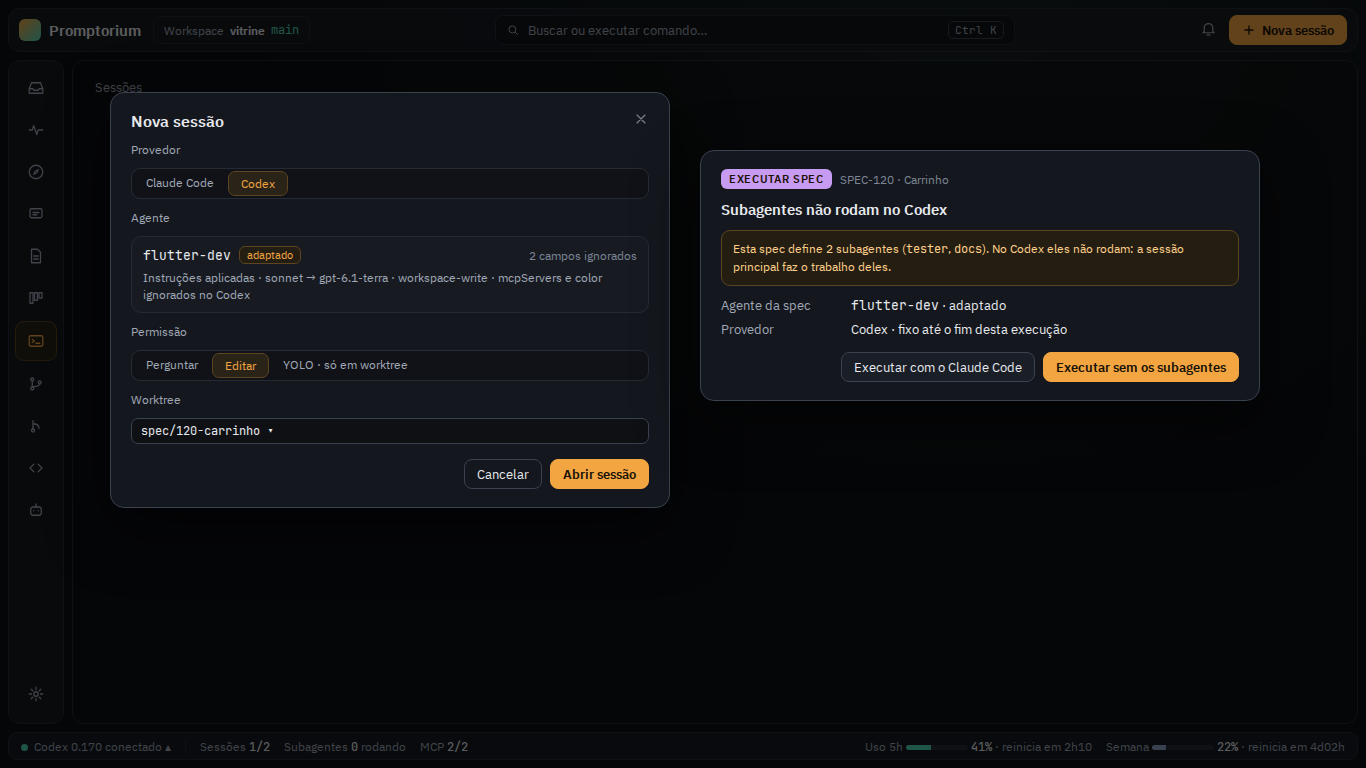 Promptorium
Workspace vitrine main
Buscar ou executar comando...
Ctrl K
+ Nova sessão
Sessões
Nova sessão
Provedor
Claude Code
Codex
Agente
flutter-dev adaptado
2 campos ignorados
Instruções aplicadas · sonnet → gpt-6.1-terra · workspace-write · mcpServers e color
ignorados no Codex
Permissão
Perguntar
Editar
YOLO · só em worktree
Worktree
spec/120-carrinho ▾
Cancelar
Abrir sessão
EXECUTAR SPEC
SPEC-120 · Carrinho
Subagentes não rodam no Codex
Esta spec define 2 subagentes (tester, docs). No Codex eles não rodam: a sessão
principal faz o trabalho deles.
Agente da spec
flutter-dev · adaptado
Provedor
Codex · fixo até o fim desta execução
Executar com o Claude Code
Executar sem os subagentes
Codex 0.170 conectado ▴
Sessões 1/2
Subagentes 0 rodando
MCP 2/2
Uso 5h
41% · reinicia em 2h10
Semana
22% · reinicia em 4d02h